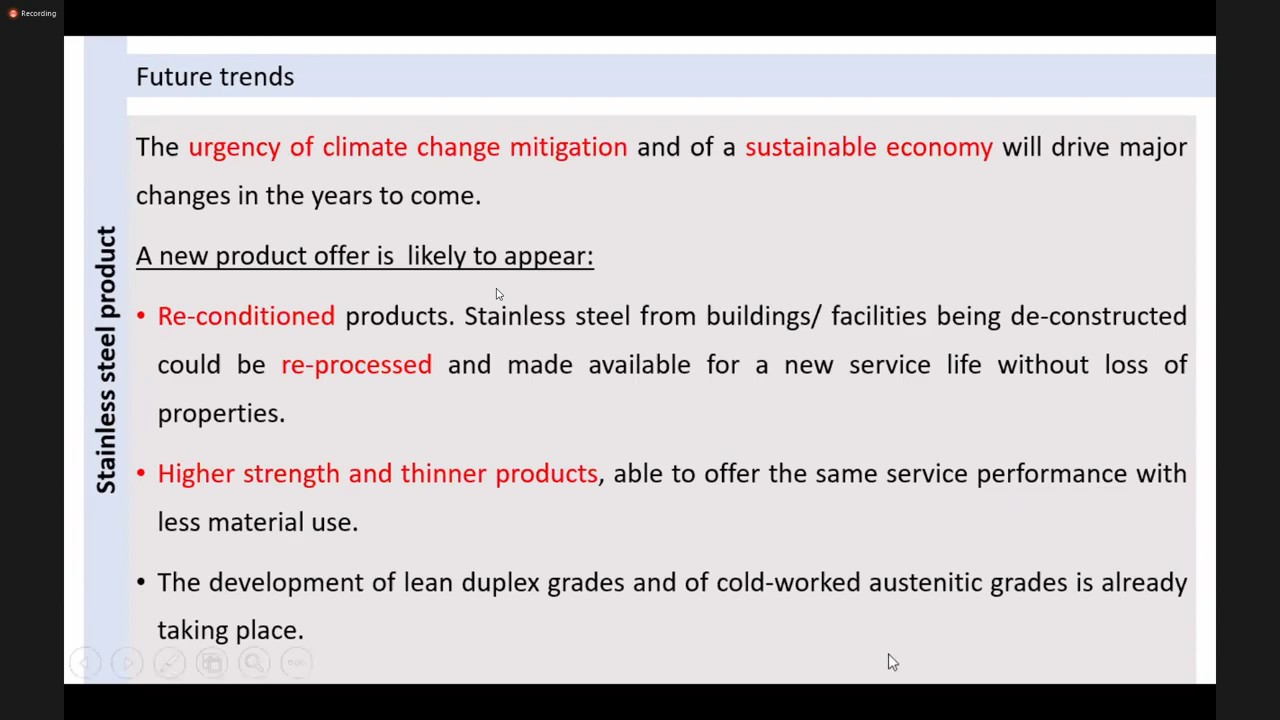 Recording
Future trends
The urgency of climate change mitigation and of a sustainable economy will drive major
changes in the years to come.
A new product offer is likely to appear:
• Re-conditioned products. Stainless steel from buildings/ facilities being de-constructed
could be re-processed and made available for a new service life without loss of
properties.
• Higher strength and thinner products, able to offer the same service performance with
less material use.
• The development of lean duplex grades and of cold-worked austenitic grades is already
taking place.
Stainless steel product